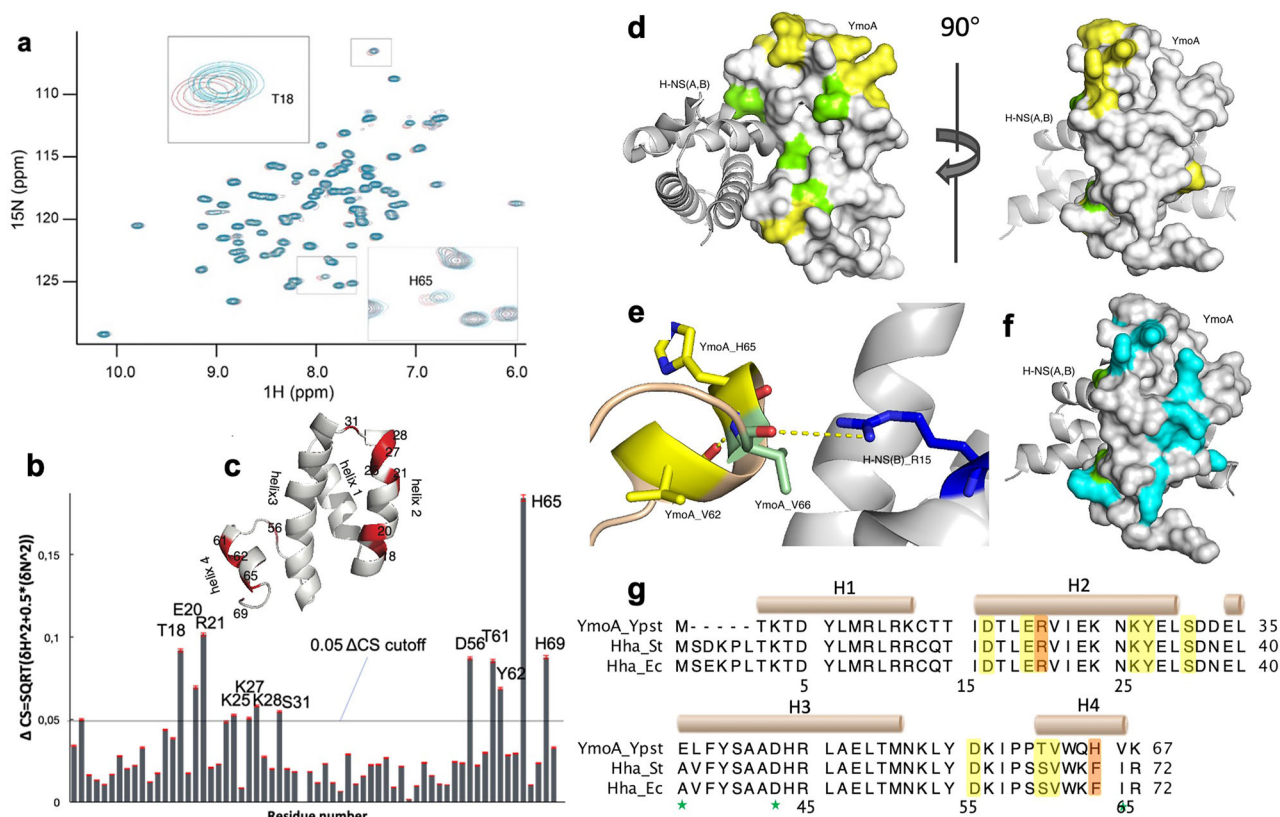 a
15N (ppm)
110
115
120
125
10.0 9.0 8.0 7.0 6.0
1H (ppm)
T18
H65
b
Δ CS=SQRT(δH^2+0.5*(δN^2))
0,15
0,1
0,05
0
T18
E20
R21
K25
K27
K28
S31
0.05 ΔCS cutoff
D56
T61
Y62
H65
H69
Residue number
c
31
28
27
21
20
18
56
61
62
65
69
helix3
helix 1
helix 2
helix 4
d
YmoA
H-NS(A,B)
90°
YmoA
H-NS(A,B)
e
YmoA_H65
YmoA_V62
YmoA_V66
H-NS(B)_R15
f
YmoA
H-NS(A,B)
g
H1 H2
YmoA_Ypst M-----TKTD YLMRLRKCTT IDTLERVIEK NKYELSDDEL 35
Hha_St MSDKPLTKTD YLMRLRRCQT IDTLERVIEK NKYELSDNEL 40
Hha_Ec MSEKPLTKTD YLMRLRRCQT IDTLERVIEK NKYELSDNEL 40
5 15 25
H3 H4
YmoA_Ypst ELFYSAADHR LAELTMNKLY DKIPPTVWQH VK 67
Hha_St AVFYSAADHR LAELTMNKLY DKIPSSVWKF IR 72
Hha_Ec AVFYSAADHR LAELTMNKLY DKIPSSVWKF IR 72
45 55 65